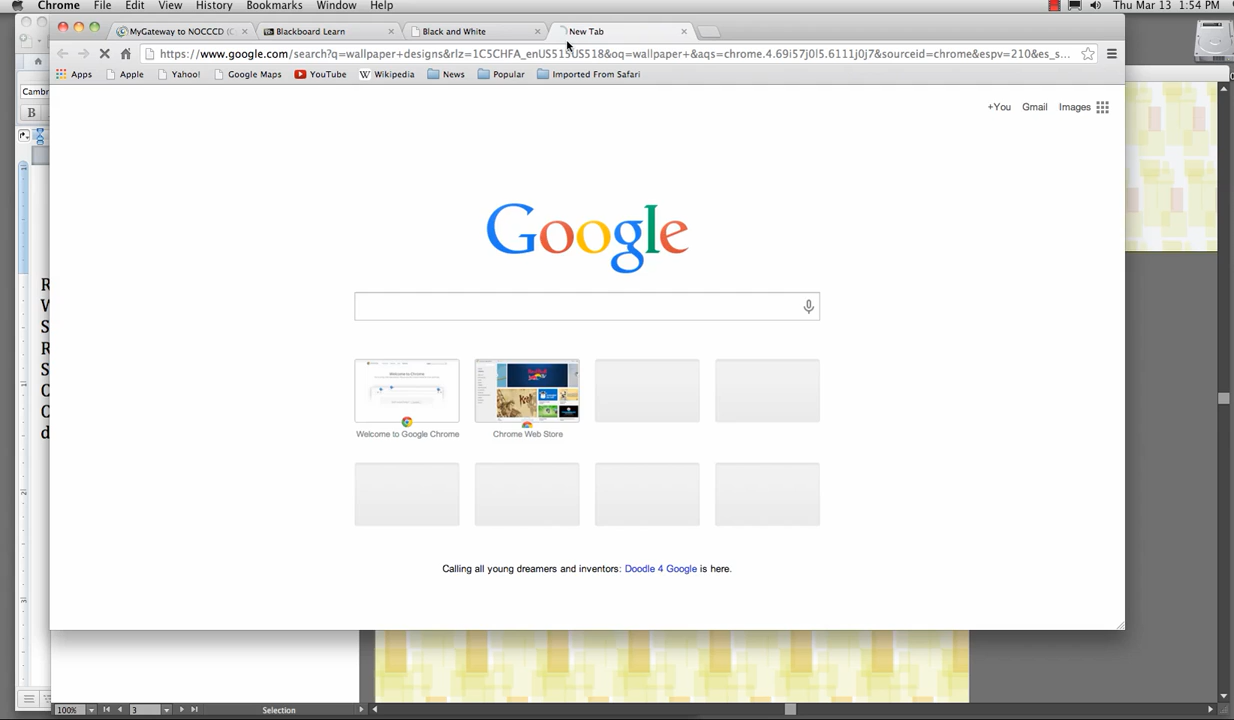 Chrome File Edit View History Bookmarks Window Help Thu Mar 13 1:54 PM
MyGateway to NOCCCD (C Blackboard Learn Black and White New Tab
https://www.google.com/search?q=wallpaper+designs&rlz=1C5CHFA_enUS515US518&oq=wallpaper+&aqs=chrome.4.69i57j0l5.6111j0j7&sourceid=chrome&espv=210&es_s...
Apps Apple Yahoo! Google Maps YouTube Wikipedia News Popular Imported From Safari
Cambr
B
+You Gmail Images
Google
R
W
S
R
S
C
C
d
Welcome to Google Chrome Chrome Web Store
Calling all young dreamers and inventors: Doodle 4 Google is here.
100% 3 Selection